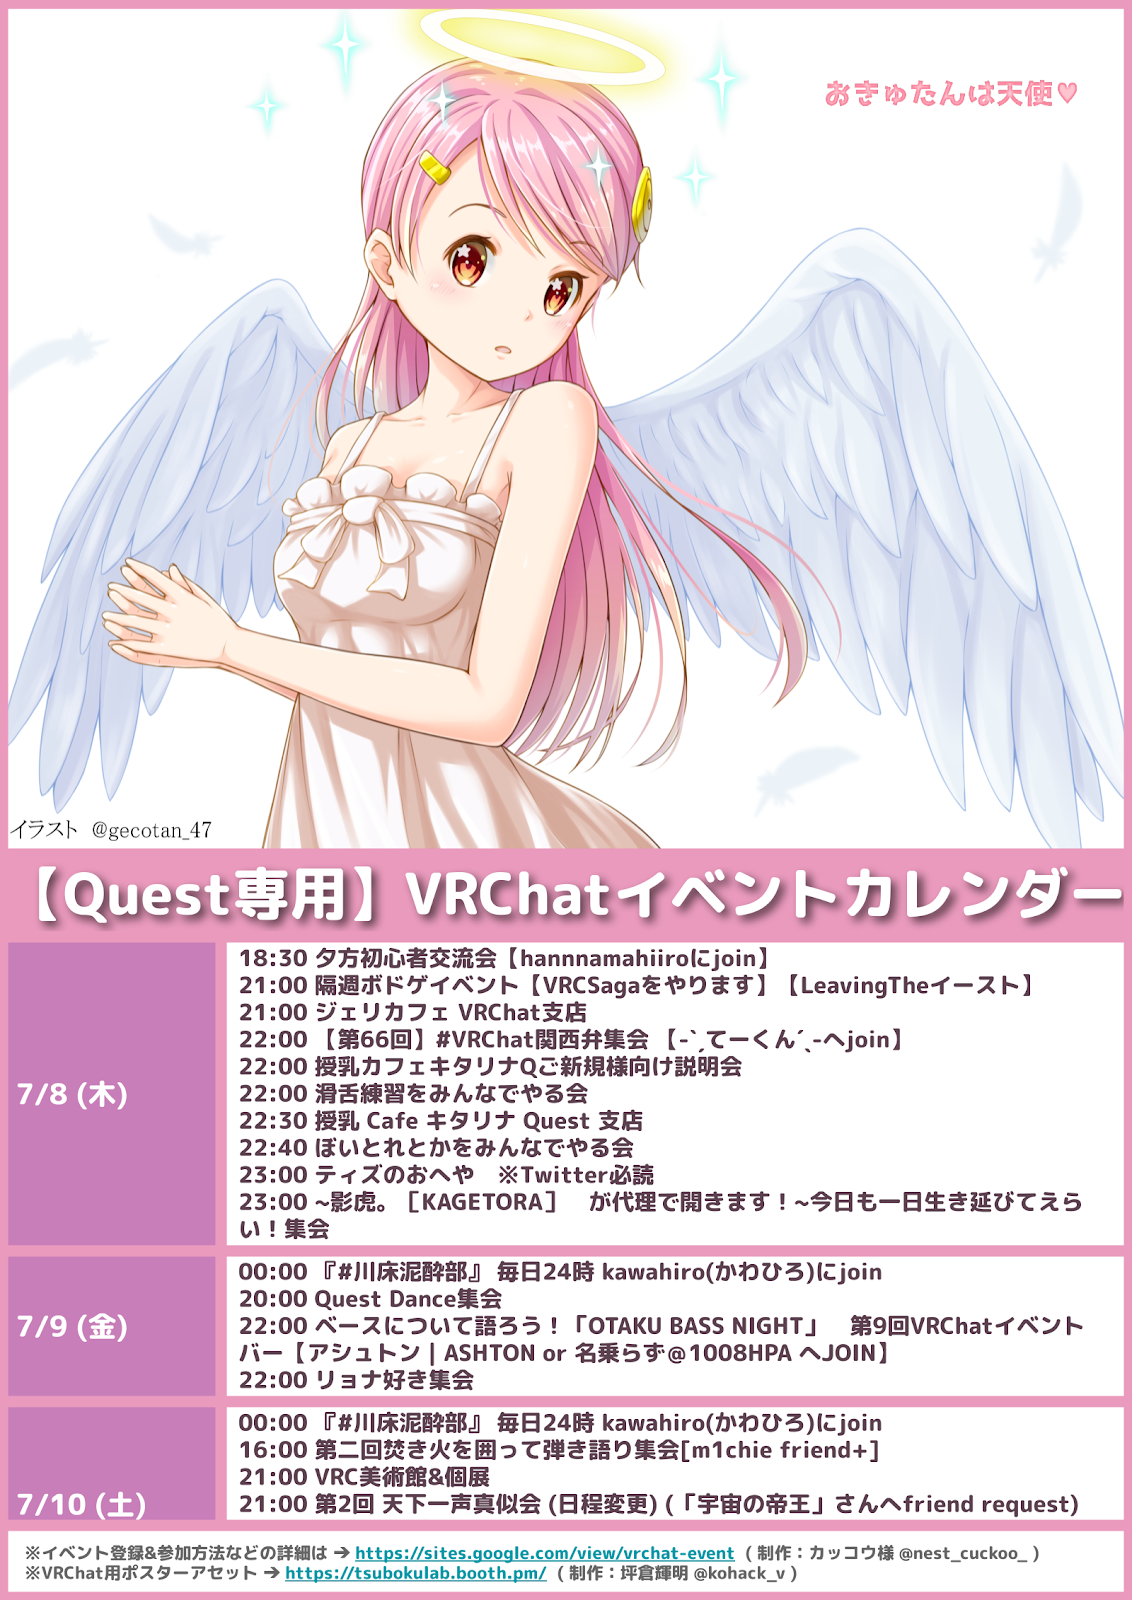 おきゅたんは天使♥
イラスト @gecotan_47
【Quest専用】VRChatイベントカレンダー
7/8 (木)
18:30 夕方初心者交流会【hannnamahiiroにjoin】
21:00 隔週ボドゲイベント【VRCSagaをやります】【LeavingTheイースト】
21:00 ジェリカフェ VRChat支店
22:00 【第66回】#VRChat関西弁集会 【-`ˏてーくん´ˎ-へjoin】
22:00 授乳カフェキタリナQご新規様向け説明会
22:00 滑舌練習をみんなでやる会
22:30 授乳 Cafe キタリナ Quest 支店
22:40 ぼいとれとかをみんなでやる会
23:00 ティズのおへや　※Twitter必読
23:00 ~影虎。［KAGETORA］　が代理で開きます！~今日も一日生き延びてえら
い！集会
7/9 (金)
00:00 『#川床泥酔部』 毎日24時 kawahiro(かわひろ)にjoin
20:00 Quest Dance集会
22:00 ベースについて語ろう！「OTAKU BASS NIGHT」　第9回VRChatイベント
バー【アシュトン | ASHTON or 名乗らず@1008HPA へJOIN】
22:00 リョナ好き集会
7/10 (土)
00:00 『#川床泥酔部』 毎日24時 kawahiro(かわひろ)にjoin
16:00 第二回焚き火を囲って弾き語り集会[m1chie friend+]
21:00 VRC美術館&個展
21:00 第2回 天下一声真似会 (日程変更) (「宇宙の帝王」さんへfriend request)
※イベント登録&参加方法などの詳細は → https://sites.google.com/view/vrchat-event ( 制作：カッコウ様 @nest_cuckoo_ )
※VRChat用ポスターアセット → https://tsubokulab.booth.pm/ ( 制作：坪倉輝明 @kohack_v )